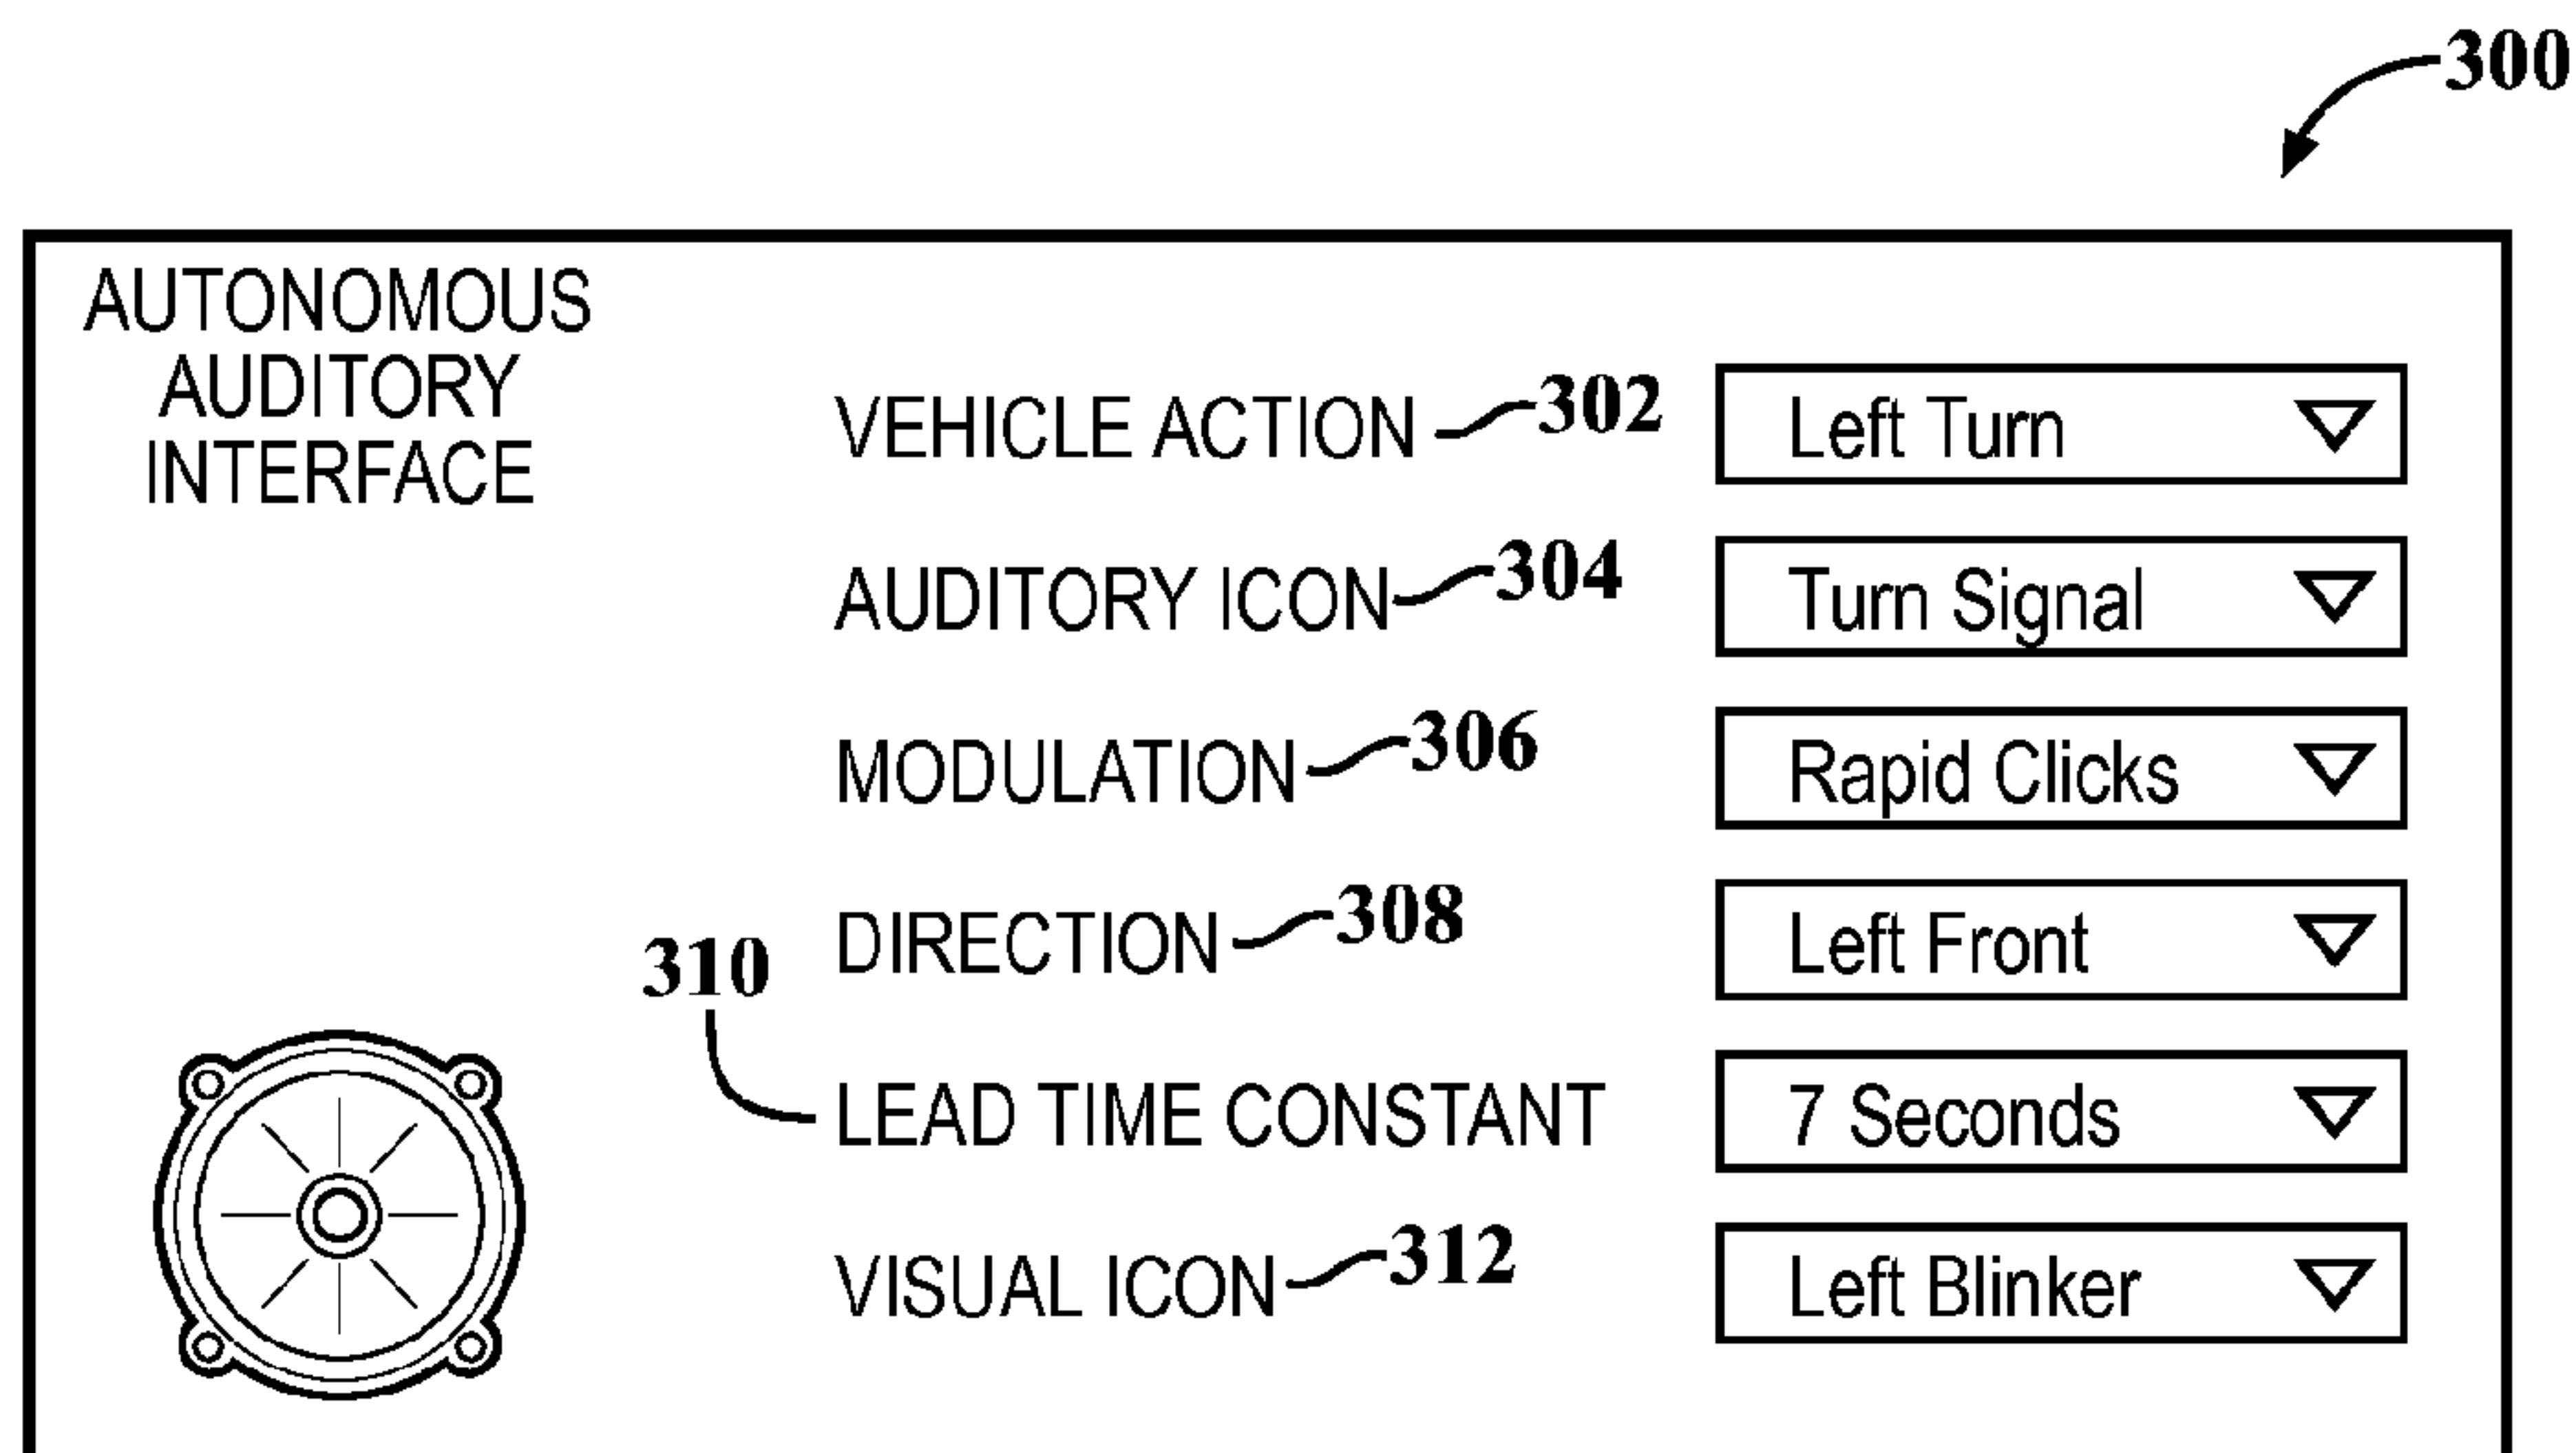 300
AUTONOMOUS
AUDITORY
INTERFACE
VEHICLE ACTION 302 Left Turn
AUDITORY ICON 304 Turn Signal
MODULATION 306 Rapid Clicks
DIRECTION 308 Left Front
310
LEAD TIME CONSTANT 7 Seconds
VISUAL ICON 312 Left Blinker